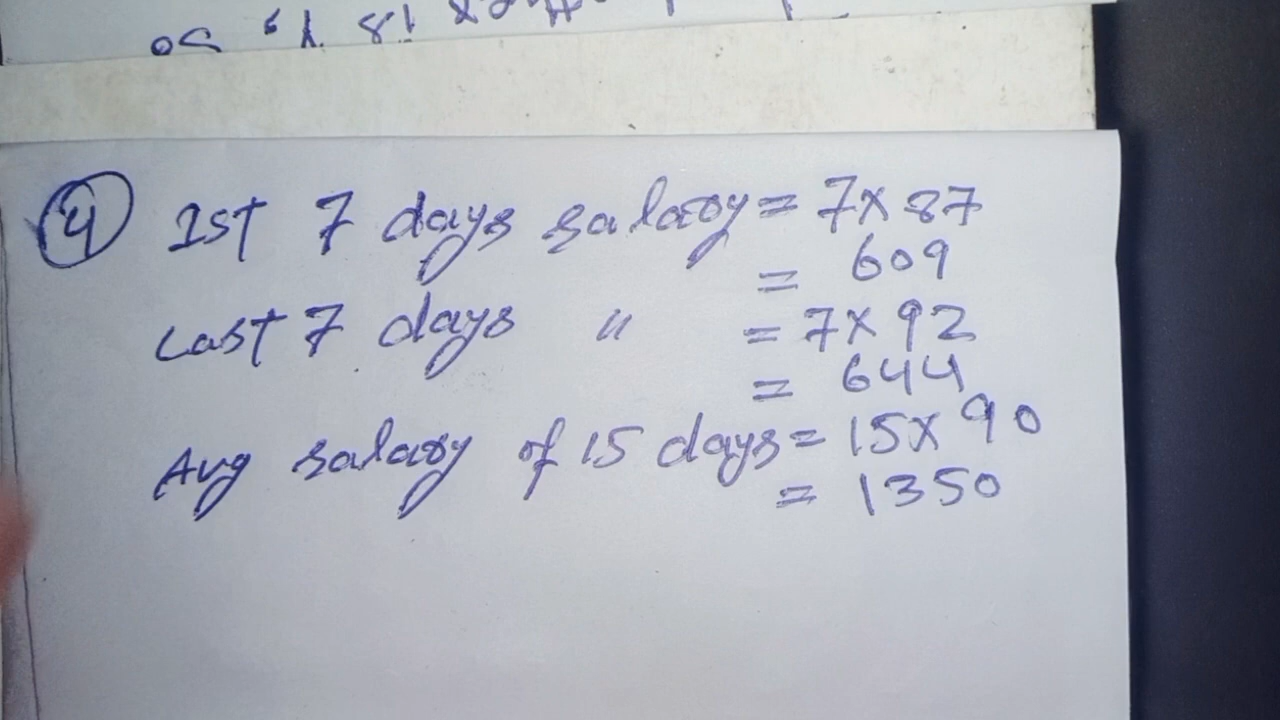 4 1st 7 days salary = 7x87
= 609
Last 7 days " = 7x92
= 644
Avg salary of 15 days = 15x90
= 1350